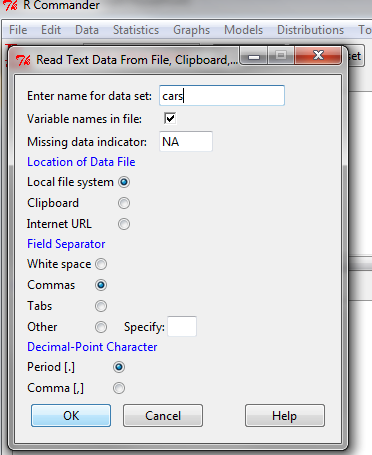 R Commander
File Edit Data Statistics Graphs Models Distributions
Read Text Data From File, Clipboard,...
Enter name for data set: cars
Variable names in file:
Missing data indicator: NA
Location of Data File
Local file system
Clipboard
Internet URL
Field Separator
White space
Commas
Tabs
Other Specify:
Decimal-Point Character
Period [.]
Comma [,]
OK Cancel Help